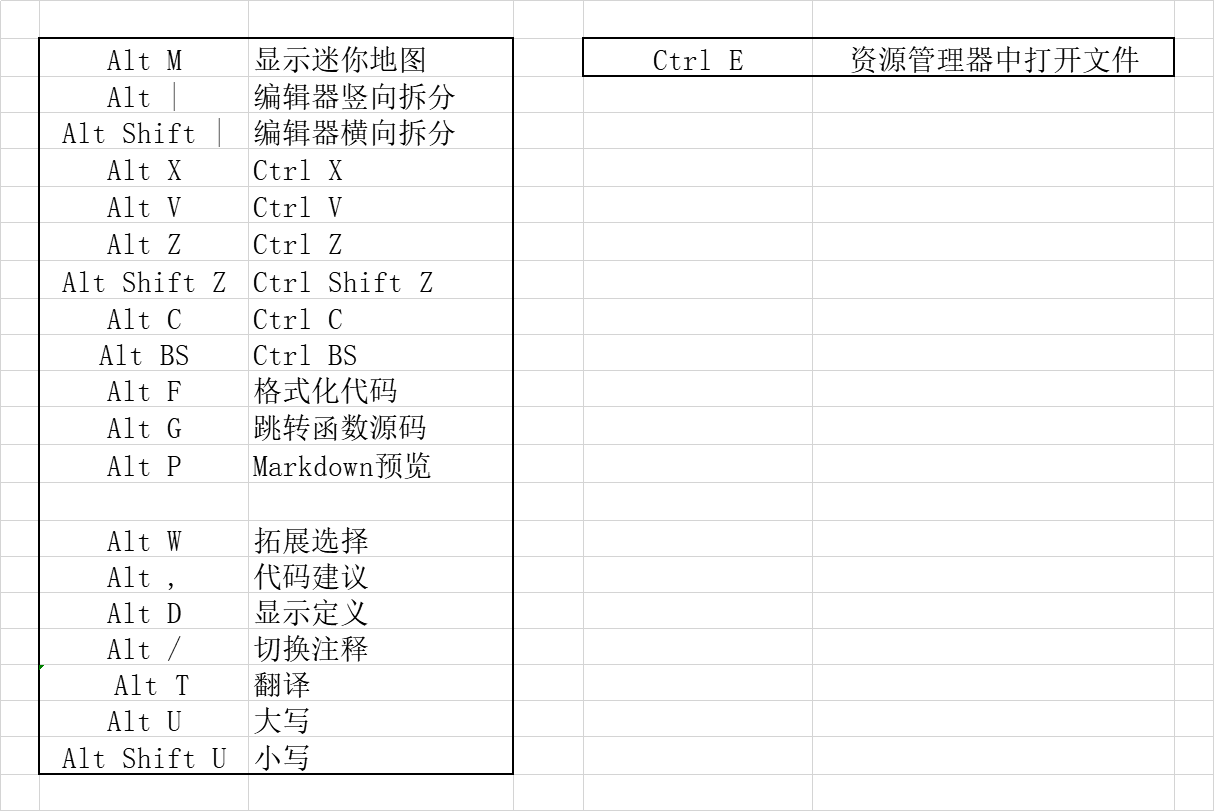 Alt M 显示迷你地图
Alt | 编辑器竖向拆分
Alt Shift | 编辑器横向拆分
Alt X Ctrl X
Alt V Ctrl V
Alt Z Ctrl Z
Alt Shift Z Ctrl Shift Z
Alt C Ctrl C
Alt BS Ctrl BS
Alt F 格式化代码
Alt G 跳转函数源码
Alt P Markdown预览
Alt W 拓展选择
Alt , 代码建议
Alt D 显示定义
Alt / 切换注释
Alt T 翻译
Alt U 大写
Alt Shift U 小写
Ctrl E 资源管理器中打开文件